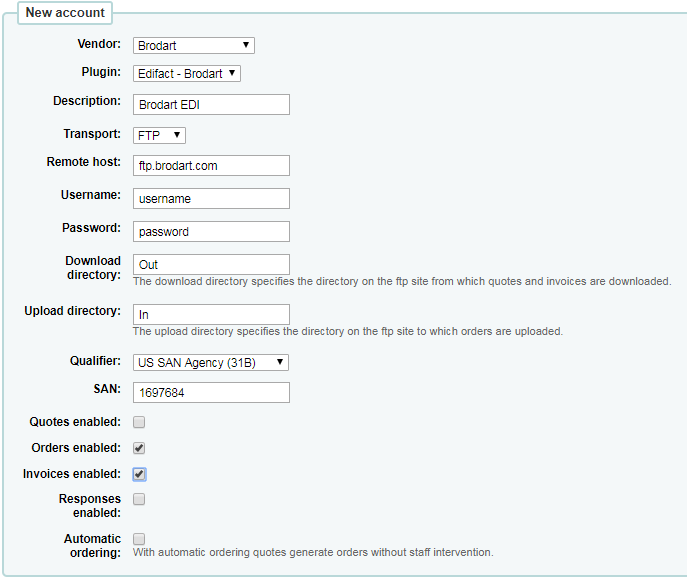 New account
Vendor: Brodart
Plugin: Edifact - Brodart
Description: Brodart EDI
Transport: FTP
Remote host: ftp.brodart.com
Username: username
Password: password
Download directory: Out
The download directory specifies the directory on the ftp site from which quotes and invoices are downloaded.
Upload directory: In
The upload directory specifies the directory on the ftp site to which orders are uploaded.
Qualifier: US SAN Agency (31B)
SAN: 1697684
Quotes enabled:
Orders enabled:
Invoices enabled:
Responses
enabled:
Automatic
ordering: With automatic ordering quotes generate orders without staff intervention.